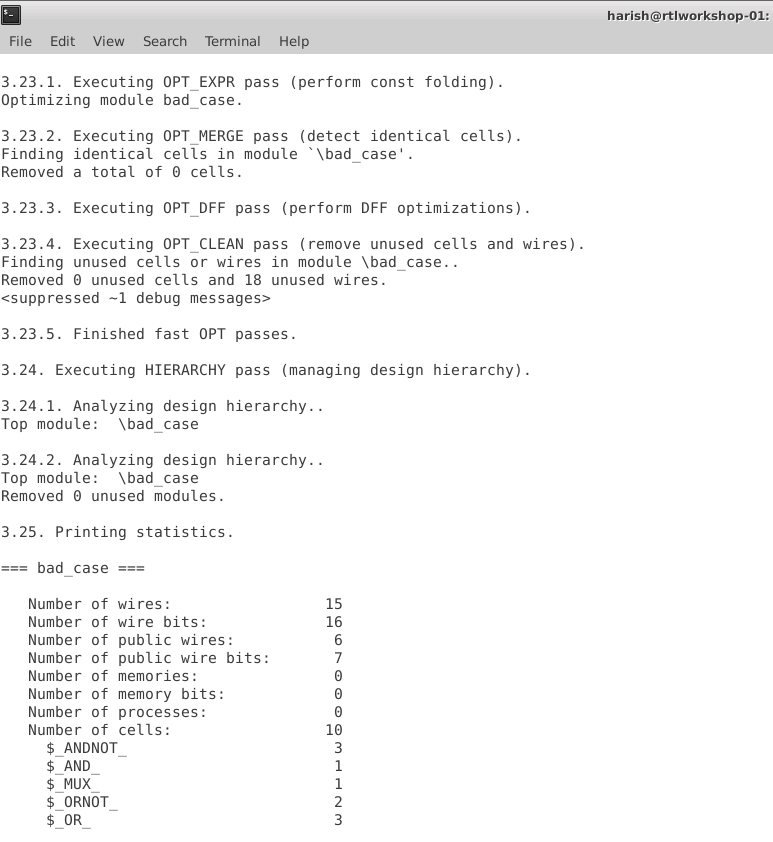 harish@rtlworkshop-01:
File Edit View Search Terminal Help
3.23.1. Executing OPT_EXPR pass (perform const folding).
Optimizing module bad_case.
3.23.2. Executing OPT_MERGE pass (detect identical cells).
Finding identical cells in module `\bad_case'.
Removed a total of 0 cells.
3.23.3. Executing OPT_DFF pass (perform DFF optimizations).
3.23.4. Executing OPT_CLEAN pass (remove unused cells and wires).
Finding unused cells or wires in module \bad_case..
Removed 0 unused cells and 18 unused wires.
<suppressed ~1 debug messages>
3.23.5. Finished fast OPT passes.
3.24. Executing HIERARCHY pass (managing design hierarchy).
3.24.1. Analyzing design hierarchy..
Top module:  \bad_case
3.24.2. Analyzing design hierarchy..
Top module:  \bad_case
Removed 0 unused modules.
3.25. Printing statistics.
=== bad_case ===
Number of wires: 15
Number of wire bits: 16
Number of public wires: 6
Number of public wire bits: 7
Number of memories: 0
Number of memory bits: 0
Number of processes: 0
Number of cells: 10
$_ANDNOT_ 3
$_AND_ 1
$_MUX_ 1
$_ORNOT_ 2
$_OR_ 3